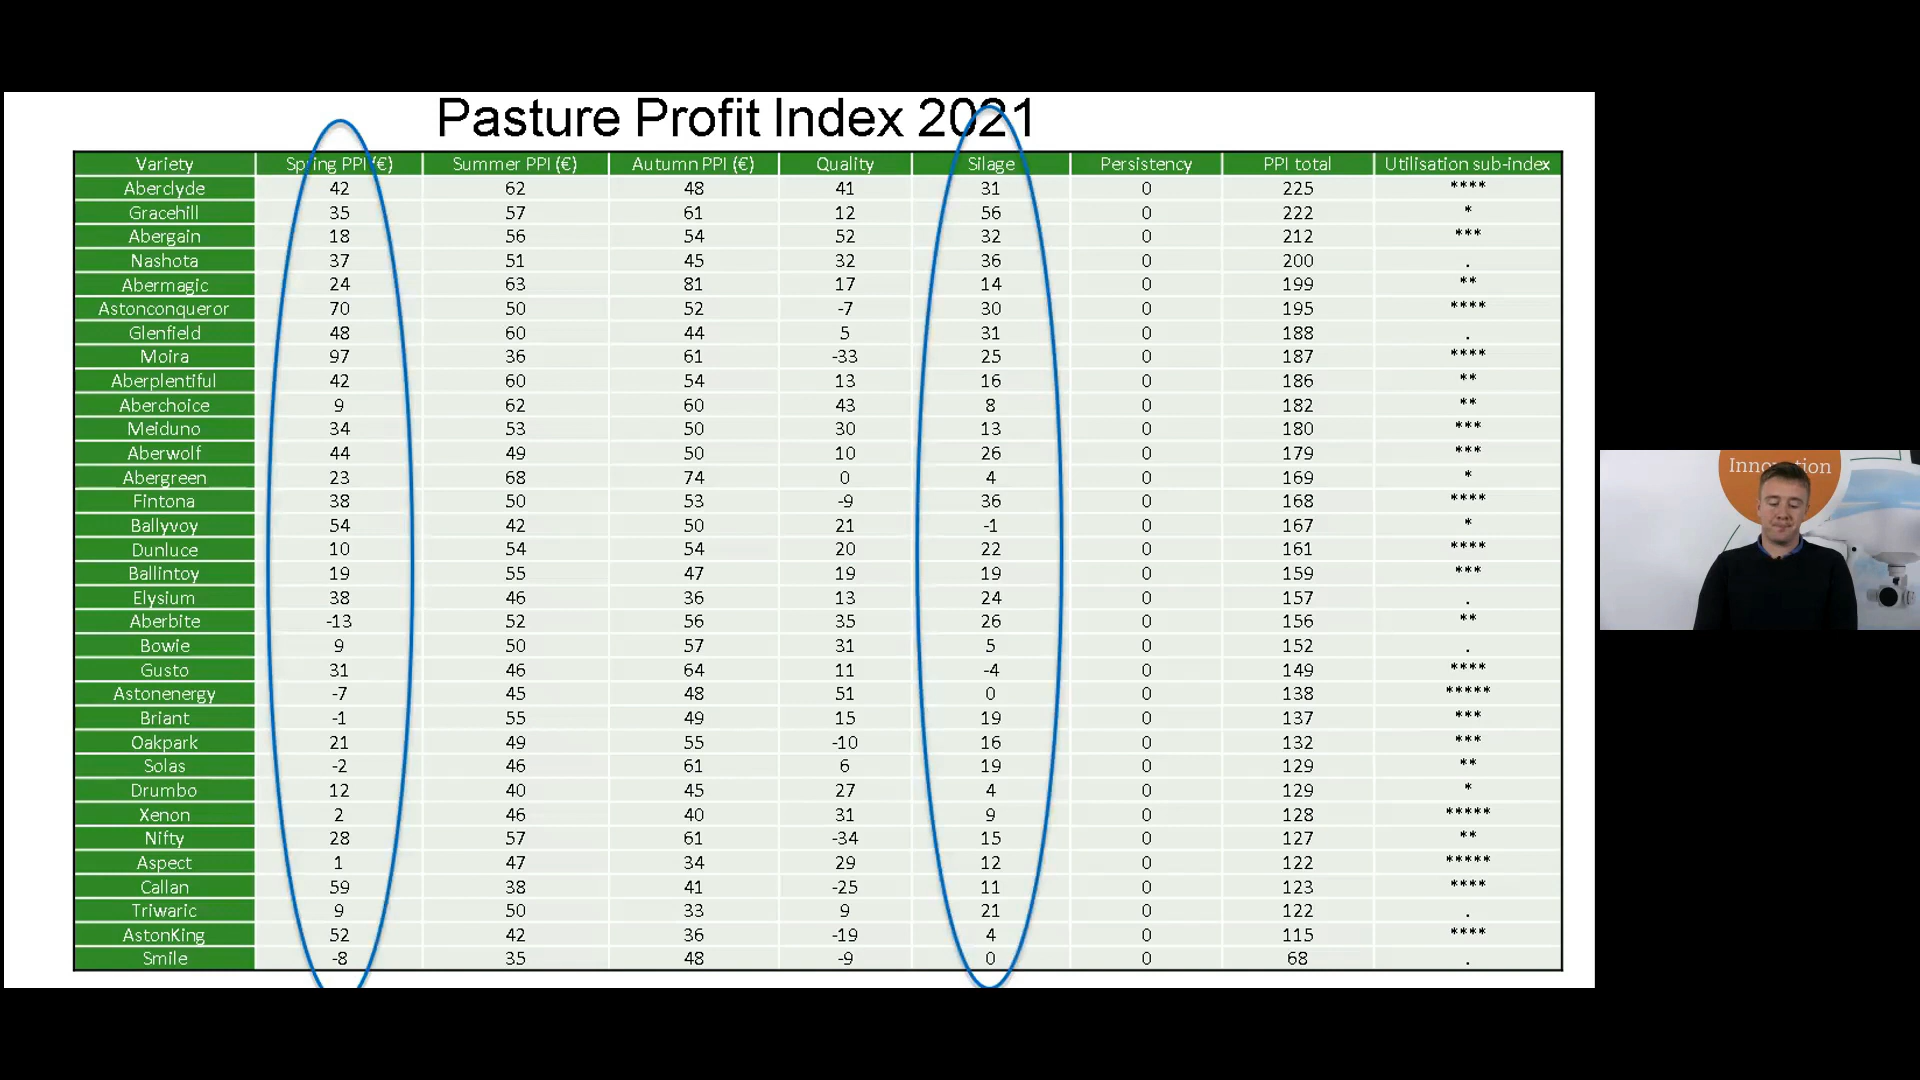 Pasture Profit Index 2021
Variety Spring PPI (€) Summer PPI (€) Autumn PPI (€) Quality Silage Persistency PPI total Utilisation sub-index
Aberclyde 42 62 48 41 31 0 225 ****
Gracehill 35 57 61 12 56 0 222 *
Abergain 18 56 54 52 32 0 212 ***
Nashota 37 51 45 32 36 0 200 .
Abermagic 24 63 81 17 14 0 199 **
Astonconqueror 70 50 52 -7 30 0 195 ****
Glenfield 48 60 44 5 31 0 188 .
Moira 97 36 61 -33 25 0 187 ****
Aberplentiful 42 60 54 13 16 0 186 **
Aberchoice 9 62 60 43 8 0 182 **
Meiduno 34 53 50 30 13 0 180 ***
Aberwolf 44 49 50 10 26 0 179 ***
Abergreen 23 68 74 0 4 0 169 *
Fintona 38 50 53 -9 36 0 168 ****
Ballyvoy 54 42 50 21 -1 0 167 *
Dunluce 10 54 54 20 22 0 161 ****
Ballintoy 19 55 47 19 19 0 159 ***
Elysium 38 46 36 13 24 0 157 .
Aberbite -13 52 56 35 26 0 156 **
Bowie 9 50 57 31 5 0 152 .
Gusto 31 46 64 11 -4 0 149 ****
Astonenergy -7 45 48 51 0 0 138 *****
Briant -1 55 49 15 19 0 137 ***
Oakpark 21 49 55 -10 16 0 132 ***
Solas -2 46 61 6 19 0 129 **
Drumbo 12 40 45 27 4 0 129 *
Xenon 2 46 40 31 9 0 128 *****
Nifty 28 57 61 -34 15 0 127 **
Aspect 1 47 34 29 12 0 122 *****
Callan 59 38 41 -25 11 0 123 ****
Triwaric 9 50 33 9 21 0 122 .
AstonKing 52 42 36 -19 4 0 115 ****
Smile -8 35 48 -9 0 0 68 .
Innovation